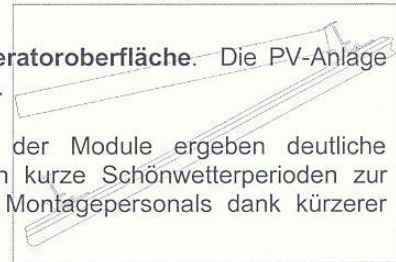 eratoroberfläche. Die PV-Anlage
der Module ergeben deutliche
kurze Schönwetterperioden zur
Montagepersonals dank kürzerer